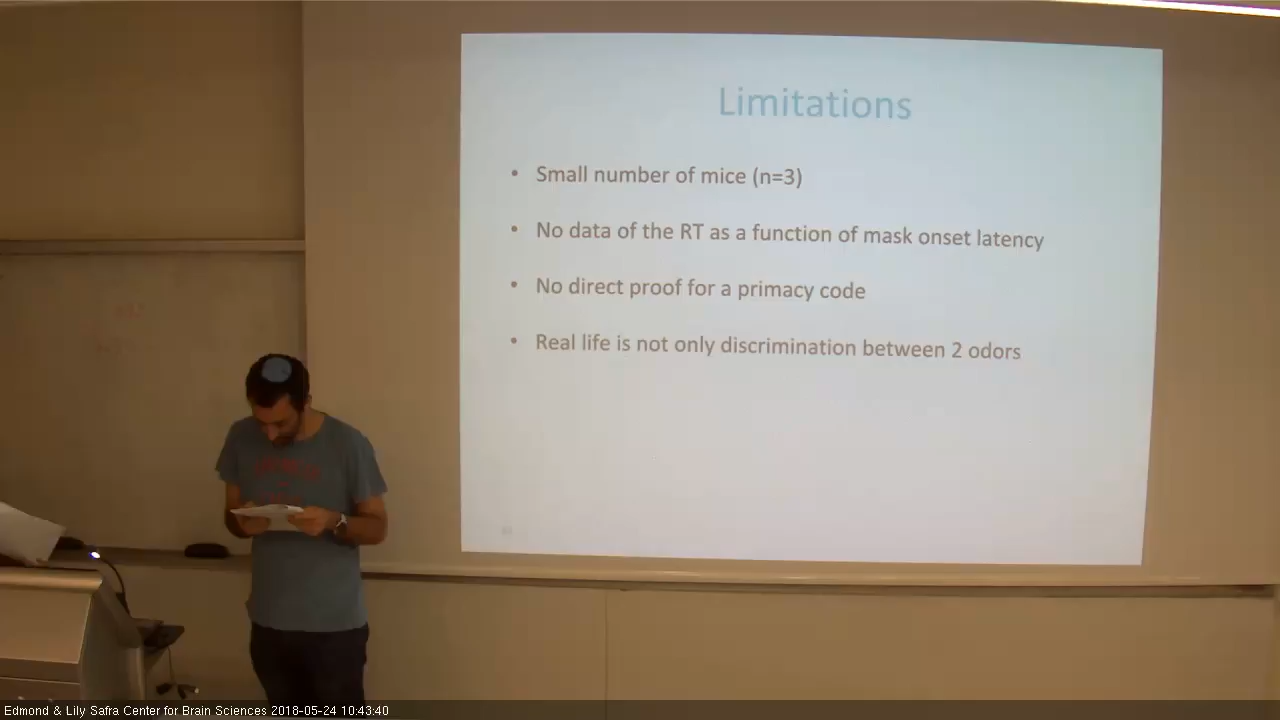 Limitations
• Small number of mice (n=3)
• No data of the RT as a function of mask onset latency
• No direct proof for a primacy code
• Real life is not only discrimination between 2 odors
Edmond & Lily Safra Center for Brain Sciences 2018-05-24 10:43:40